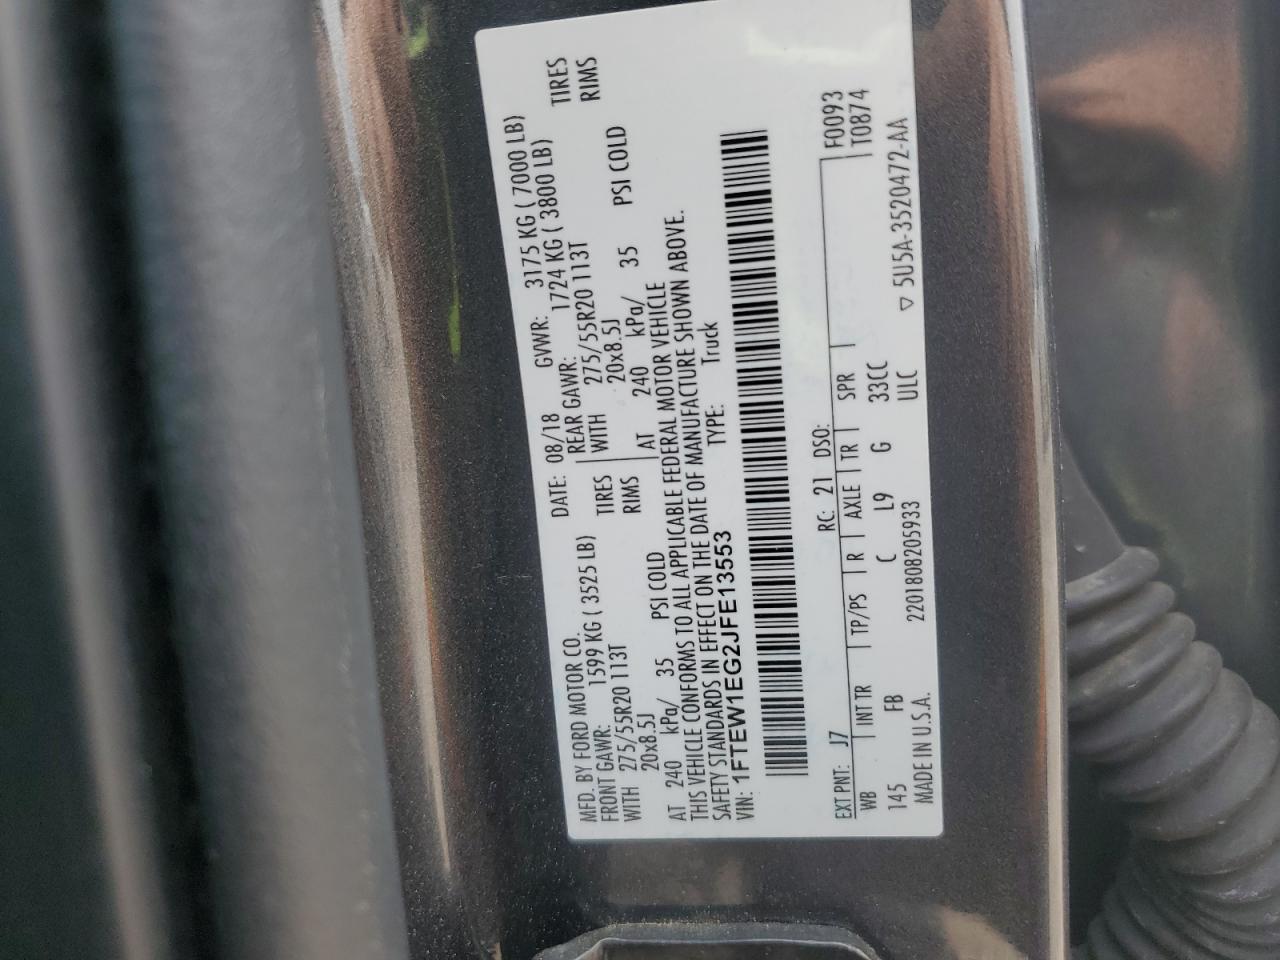 MFD. BY FORD MOTOR CO. DATE: 08/18 GVWR: 3175 KG ( 7000 LB)
FRONT GAWR: 1599 KG ( 3525 LB) REAR GAWR: 1724 KG ( 3800 LB)
WITH 275/55R20 113T TIRES WITH 275/55R20 113T TIRES
20x8.5J RIMS 20x8.5J RIMS
AT 240 kPa/ 35 PSI COLD AT 240 kPa/ 35 PSI COLD
THIS VEHICLE CONFORMS TO ALL APPLICABLE FEDERAL MOTOR VEHICLE
SAFETY STANDARDS IN EFFECT ON THE DATE OF MANUFACTURE SHOWN ABOVE.
VIN: 1FTEW1EG2JFE13553 TYPE: Truck
EXT PNT: J7 RC: 21 DSO: F0093
WB INT TR TP/PS R AXLE TR SPR T0874
145 FB C L9 G 33CC
ULC
MADE IN U.S.A. 2201808205933 ▽ 5U5A-3520472-AA